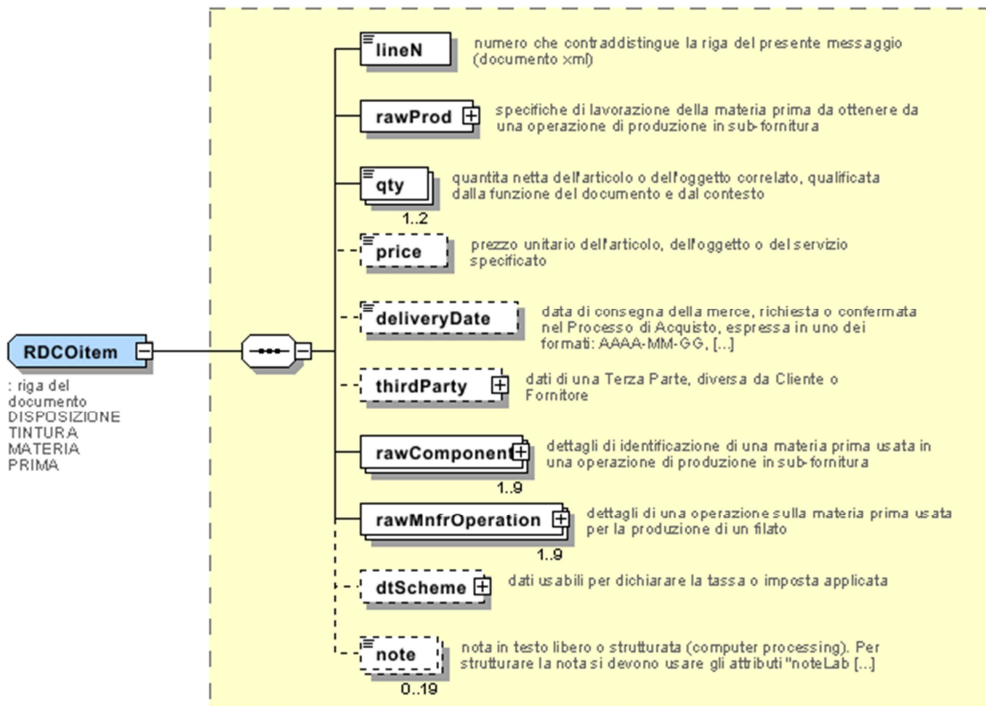 lineN
numero che contraddistingue la riga del presente messaggio
(documento xml)
rawProd
specifiche di lavorazione della materia prima da ottenere da
una operazione di produzione in sub-fornitura
qty
quantita netta dell'articolo o dell'oggetto correlato, qualificata
dalla funzione del documento e dal contesto
1..2
price
prezzo unitario dell'articolo, dell'oggetto o del servizio
specificato
deliveryDate
data di consegna della merce, richiesta o confermata
nel Processo di Acquisto, espressa in uno dei
formati: AAAA-MM-GG, [...]
RDCOitem
: riga del
documento
DISPOSIZIONE
TINTURA
MATERIA
PRIMA
thirdParty
dati di una Terza Parte, diversa da Cliente o
Fornitore
rawComponent
dettagli di identificazione di una materia prima usata in
una operazione di produzione in sub-fornitura
1..9
rawMnfrOperation
dettagli di una operazione sulla materia prima usata
per la produzione di un filato
1..9
dtScheme
dati usabili per dichiarare la tassa o imposta applicata
note
nota in testo libero o strutturata (computer processing). Per
strutturare la nota si devono usare gli attributi "noteLab [...]
0..19